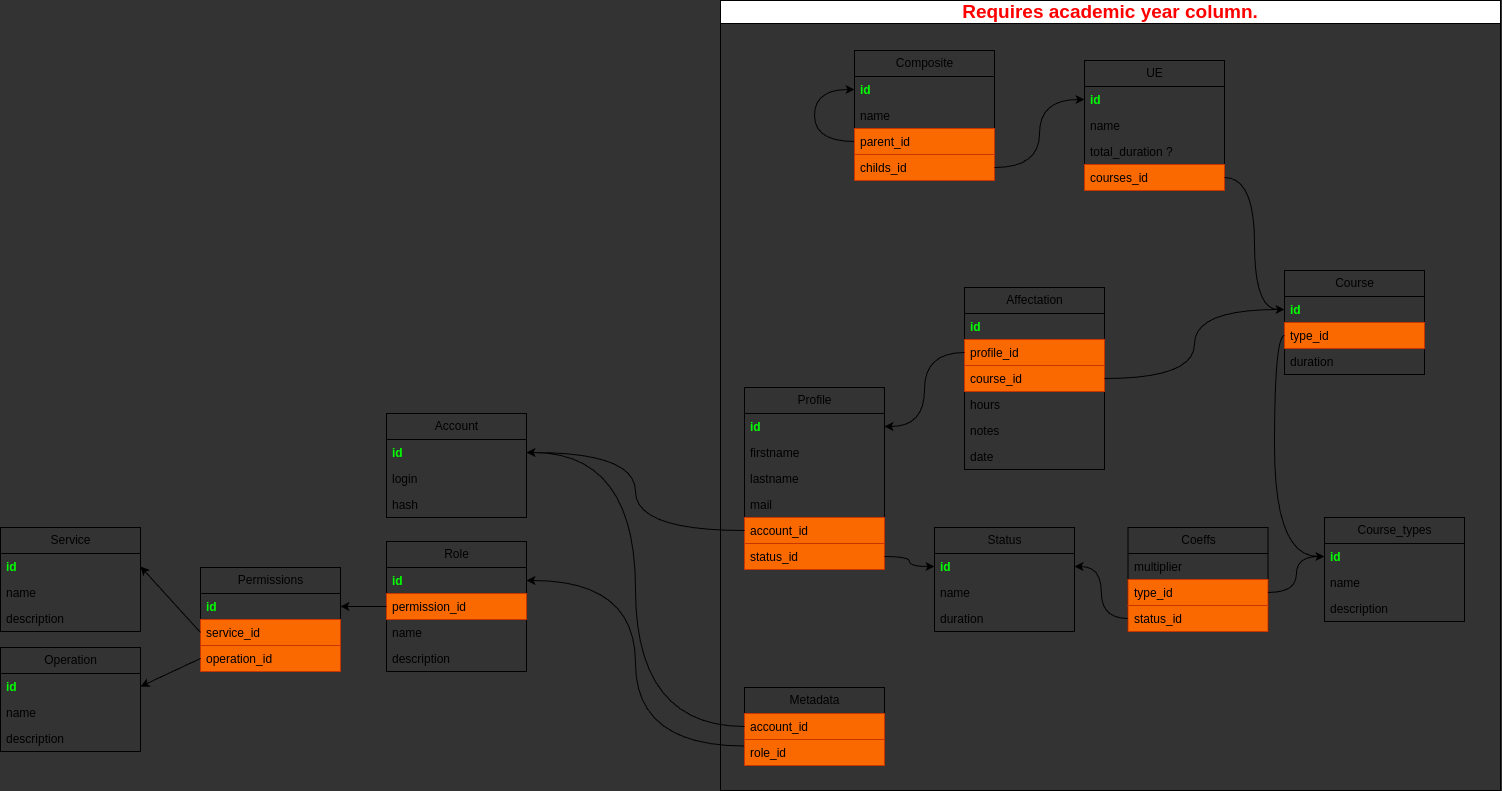 Requires academic year column.
Composite
id
name
parent_id
childs_id
UE
id
name
total_duration ?
courses_id
Course
id
type_id
duration
Affectation
id
profile_id
course_id
hours
notes
date
Profile
id
firstname
lastname
mail
account_id
status_id
Account
id
login
hash
Service
id
name
description
Permissions
id
service_id
operation_id
Role
id
permission_id
name
description
Status
id
name
duration
Coeffs
multiplier
type_id
status_id
Course_types
id
name
description
Operation
id
name
description
Metadada
account_id
role_id